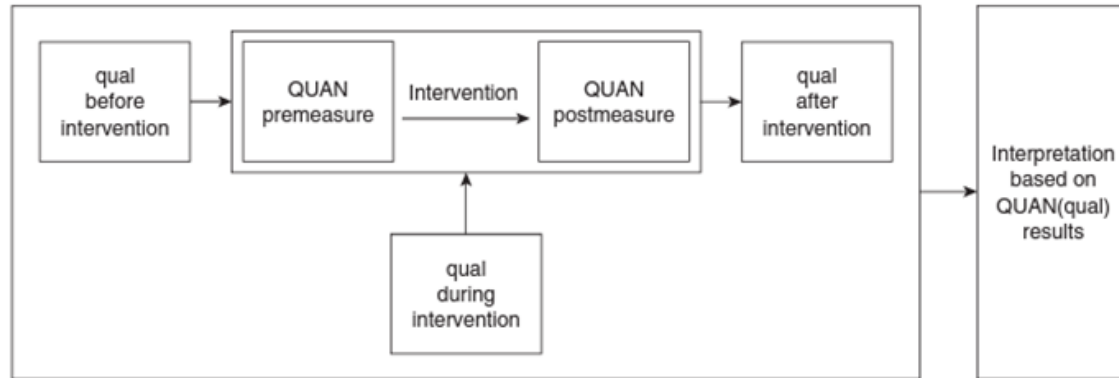 qual
before
intervention
QUAN
premeasure
Intervention
QUAN
postmeasure
qual
after
intervention
qual
during
intervention
Interpretation
based on
QUAN(qual)
results